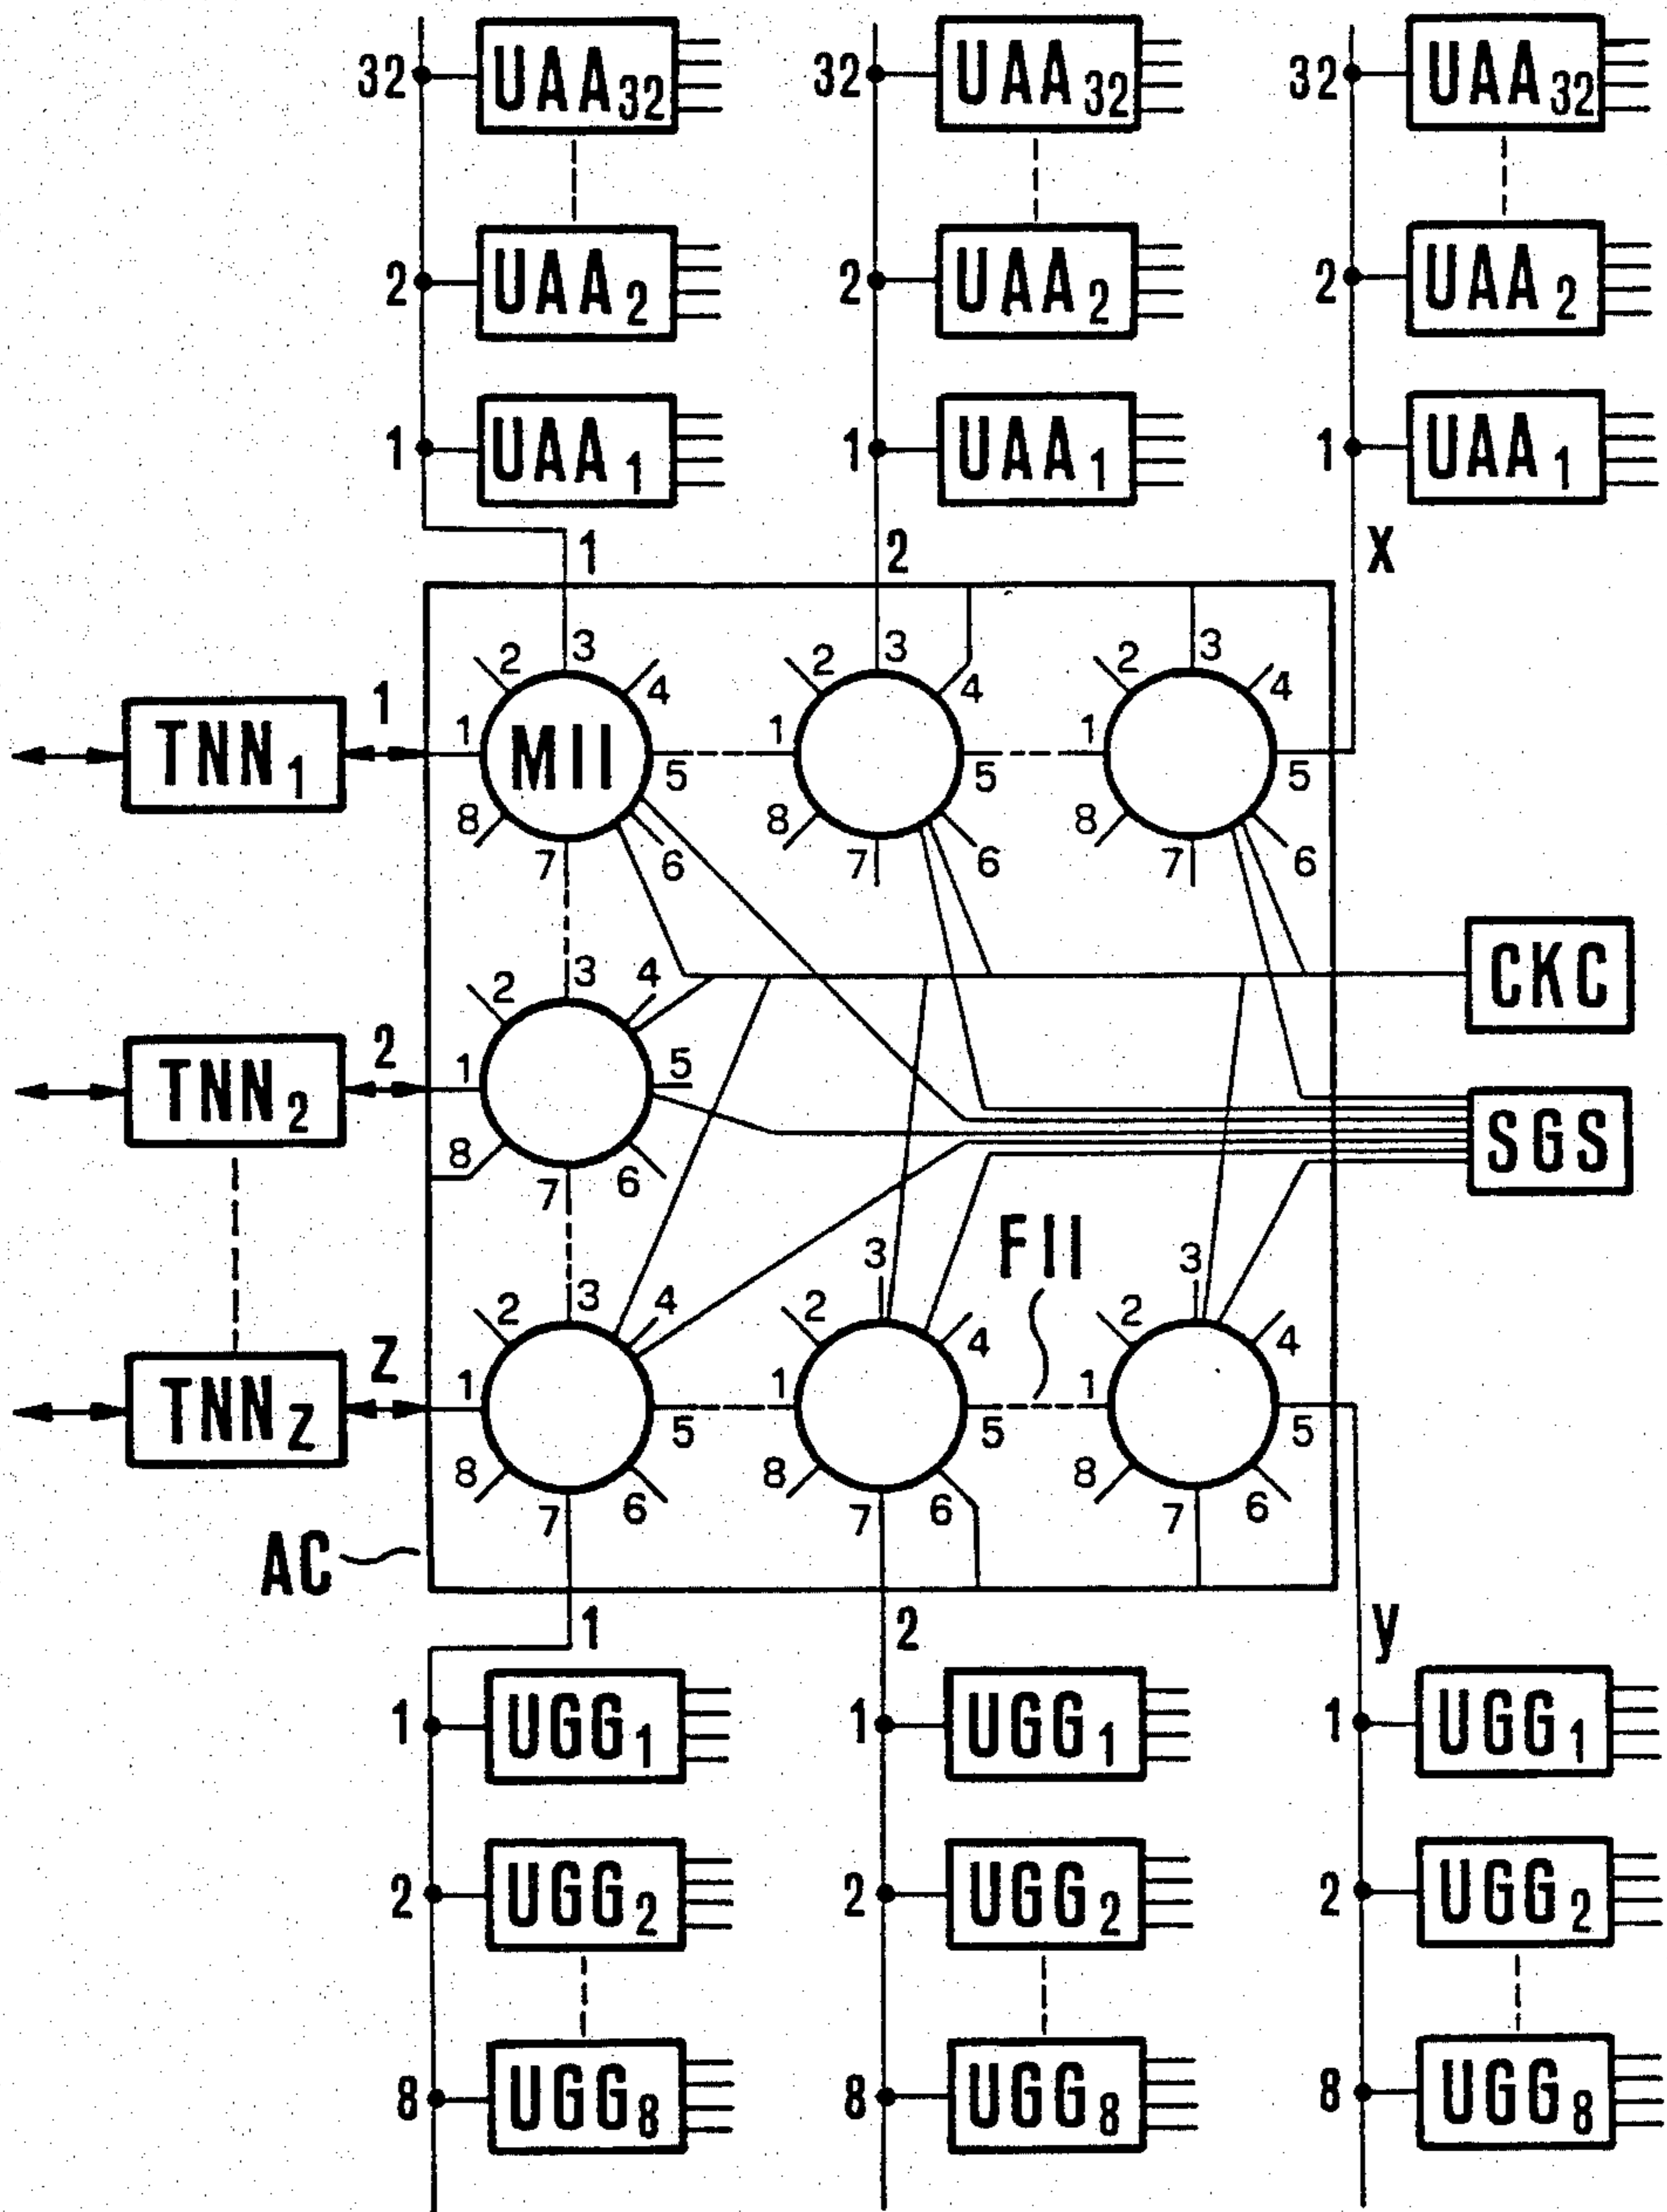 32 UAA32 32 UAA32 32 UAA32
2 UAA2 2 UAA2 2 UAA2
1 UAA1 1 UAA1 1 UAA1
1 2 X
2 3 4 2 3 4 2 3 4
TNN1 1 1 MII 5 1 5 1 5
8 7 6 8 7 6 8 7 6
CKC
2 3 4
TNN2 2 1 5
SGS
8 7 6
FII
2 3 4 2 3 4 2 3 4
TNNZ Z 1 5 1 5 1 5
8 7 6 8 7 6 8 7 6
AC
1 2 y
1 UGG1 1 UGG1 1 UGG1
2 UGG2 2 UGG2 2 UGG2
8 UGG8 8 UGG8 8 UGG8